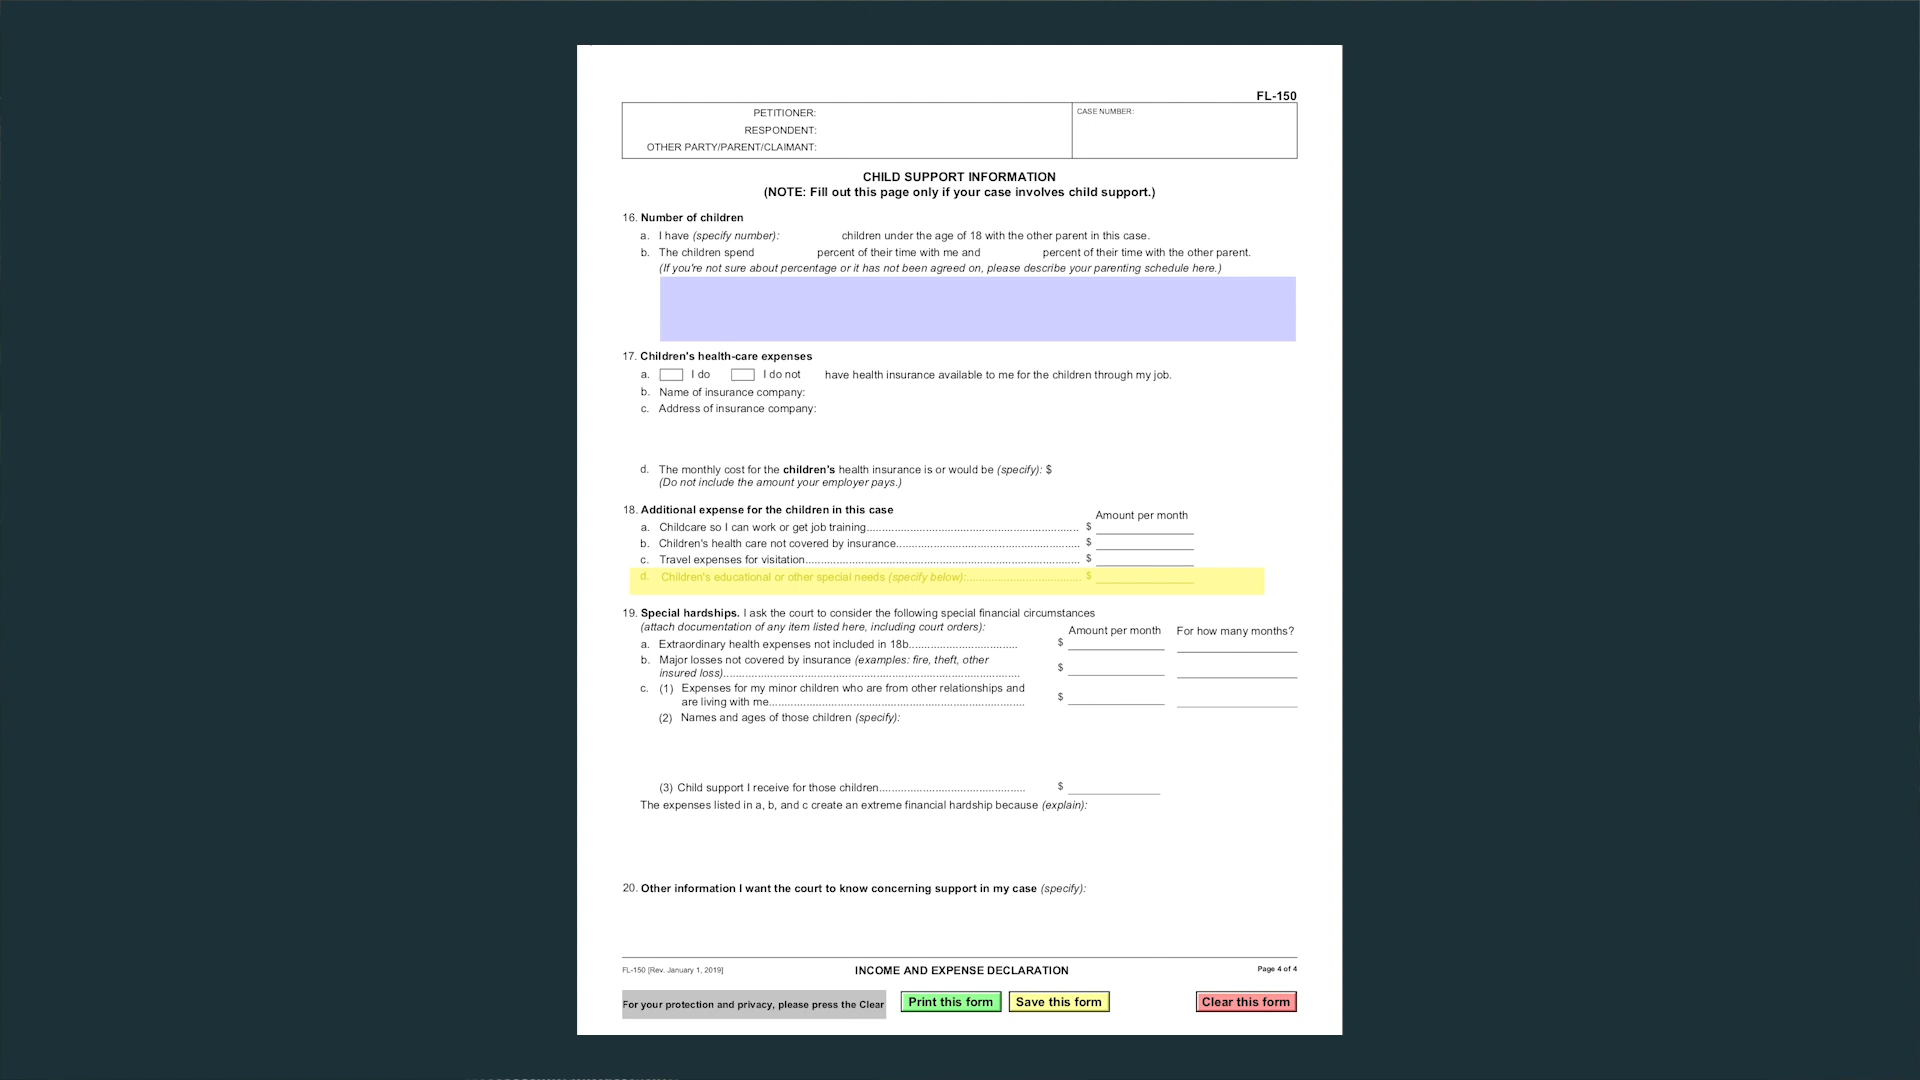 FL-150
PETITIONER:
RESPONDENT:
OTHER PARTY/PARENT/CLAIMANT:
CASE NUMBER:
CHILD SUPPORT INFORMATION
(NOTE: Fill out this page only if your case involves child support.)
16. Number of children
a. I have (specify number): children under the age of 18 with the other parent in this case.
b. The children spend percent of their time with me and percent of their time with the other parent.
(If you're not sure about percentage or it has not been agreed on, please describe your parenting schedule here.)
17. Children's health-care expenses
a. I do I do not have health insurance available to me for the children through my job.
b. Name of insurance company:
c. Address of insurance company:
d. The monthly cost for the children's health insurance is or would be (specify): $
(Do not include the amount your employer pays.)
18. Additional expense for the children in this case
Amount per month
a. Childcare so I can work or get job training.................................................................... $
b. Children's health care not covered by insurance........................................................... $
c. Travel expenses for visitation........................................................................................ $
d. Children's educational or other special needs (specify below):..................................... $
19. Special hardships. I ask the court to consider the following special financial circumstances
(attach documentation of any item listed here, including court orders):
Amount per month For how many months?
a. Extraordinary health expenses not included in 18b................................... $
b. Major losses not covered by insurance (examples: fire, theft, other
insured loss)............................................................................................... $
c. (1) Expenses for my minor children who are from other relationships and
are living with me.................................................................................. $
(2) Names and ages of those children (specify):
(3) Child support I receive for those children............................................... $
The expenses listed in a, b, and c create an extreme financial hardship because (explain):
20. Other information I want the court to know concerning support in my case (specify):
FL-150 [Rev. January 1, 2019]
INCOME AND EXPENSE DECLARATION
Page 4 of 4
For your protection and privacy, please press the Clear
Print this form
Save this form
Clear this form